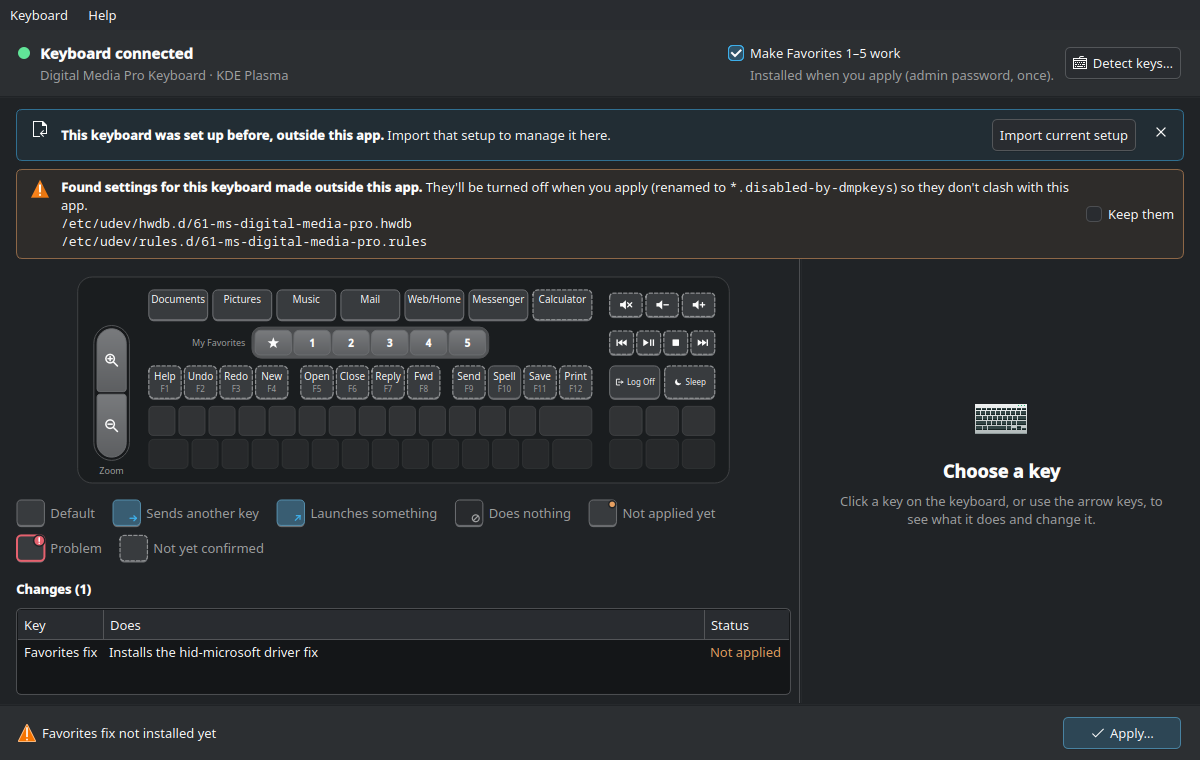 Keyboard Help
Keyboard connected
Digital Media Pro Keyboard · KDE Plasma
Make Favorites 1–5 work
Installed when you apply (admin password, once).
Detect keys...
This keyboard was set up before, outside this app. Import that setup to manage it here.
Import current setup
Found settings for this keyboard made outside this app. They'll be turned off when you apply (renamed to *.disabled-by-dmpkeys) so they don't clash with this
app.
/etc/udev/hwdb.d/61-ms-digital-media-pro.hwdb
/etc/udev/rules.d/61-ms-digital-media-pro.rules
Keep them
Documents Pictures Music Mail Web/Home Messenger Calculator
My Favorites ★ 1 2 3 4 5
Help Undo Redo New Open Close Reply Fwd Send Spell Save Print
F1 F2 F3 F4 F5 F6 F7 F8 F9 F10 F11 F12
Log Off Sleep
Zoom
Default Sends another key Launches something Does nothing Not applied yet
Problem Not yet confirmed
Choose a key
Click a key on the keyboard, or use the arrow keys, to
see what it does and change it.
Changes (1)
Key Does Status
Favorites fix Installs the hid-microsoft driver fix Not applied
Favorites fix not installed yet
Apply...